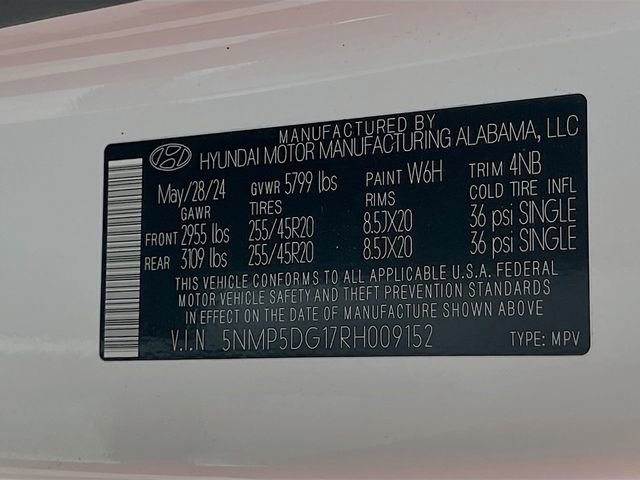 MANUFACTURED BY
HYUNDAI MOTOR MANUFACTURING ALABAMA, LLC
May/28/24 GVWR 5799 lbs PAINT W6H TRIM 4NB
GAWR TIRES RIMS COLD TIRE INFL
FRONT 2955 lbs 255/45R20 8.5JX20 36 psi SINGLE
REAR 3109 lbs 255/45R20 8.5JX20 36 psi SINGLE
THIS VEHICLE CONFORMS TO ALL APPLICABLE U.S.A. FEDERAL
MOTOR VEHICLE SAFETY AND THEFT PREVENTION STANDARDS
IN EFFECT ON THE DATE OF MANUFACTURE SHOWN ABOVE
V.I.N 5NMP5DG17RH009152 TYPE: MPV